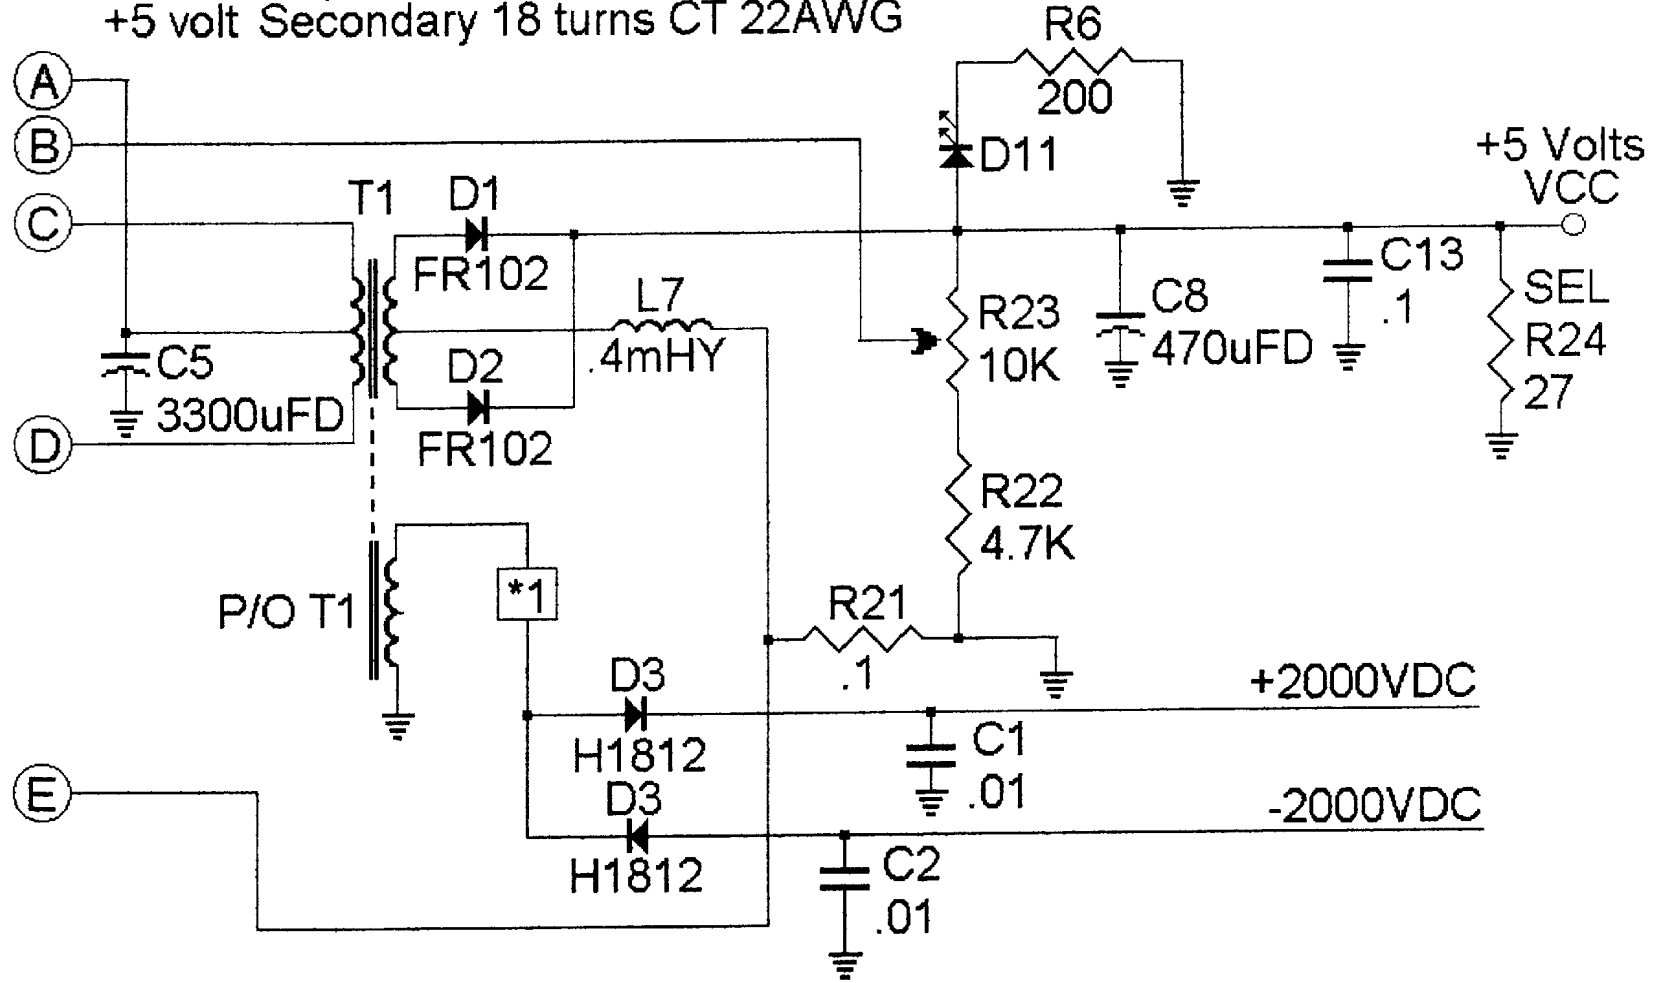 +5 volt Secondary 18 turns CT 22AWG
R6
200
A
B
C
D
E
D11
+5 Volts
VCC
T1
D1
FR102
L7
.4mHY
D2
FR102
C5
3300uFD
R23
10K
C8
470uFD
C13
.1
SEL
R24
27
R22
4.7K
P/O T1
*1
R21
.1
D3
H1812
+2000VDC
C1
.01
D3
H1812
-2000VDC
C2
.01